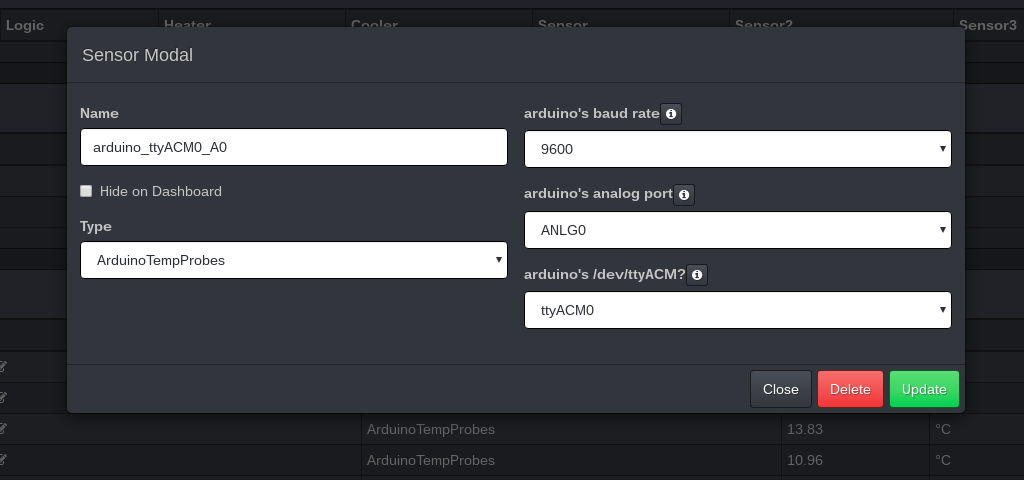 Logic Heater Cooler Sensor Sensor2 Sensor3
Sensor Modal
Name
arduino_ttyACM0_A0
Hide on Dashboard
Type
ArduinoTempProbes
arduino's baud rate
9600
arduino's analog port
ANLG0
arduino's /dev/ttyACM?
ttyACM0
Close Delete Update
ArduinoTempProbes 13.83 °C
ArduinoTempProbes 10.96 °C